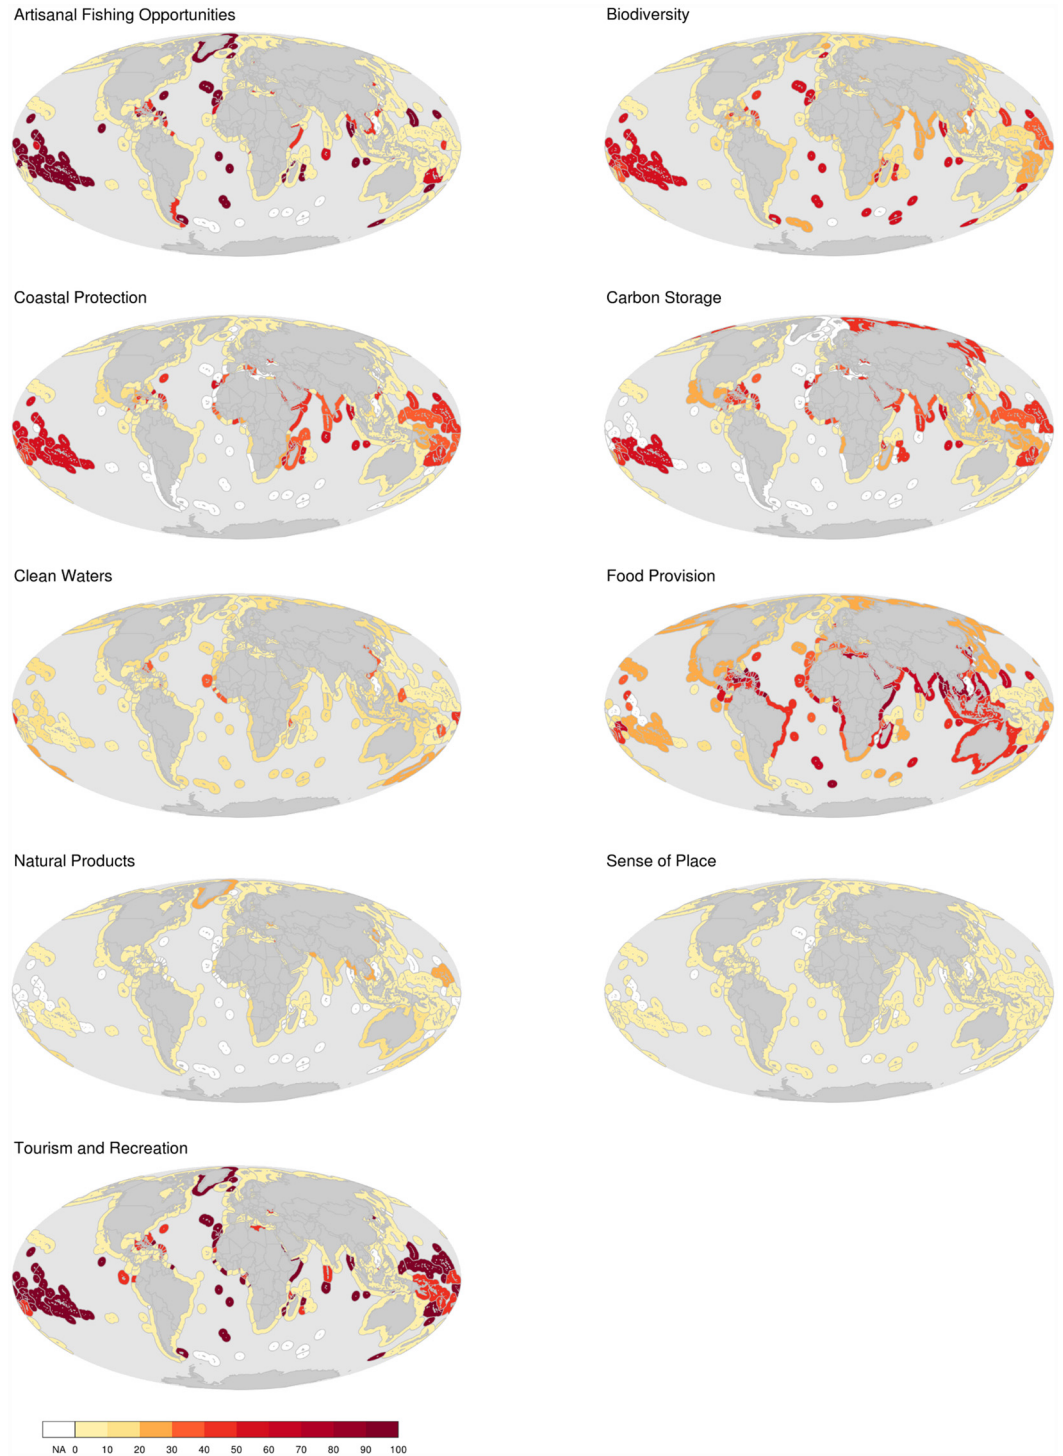 Artisanal Fishing Opportunities
Biodiversity
Coastal Protection
Carbon Storage
Clean Waters
Food Provision
Natural Products
Sense of Place
Tourism and Recreation
NA 0 10 20 30 40 50 60 70 80 90 100